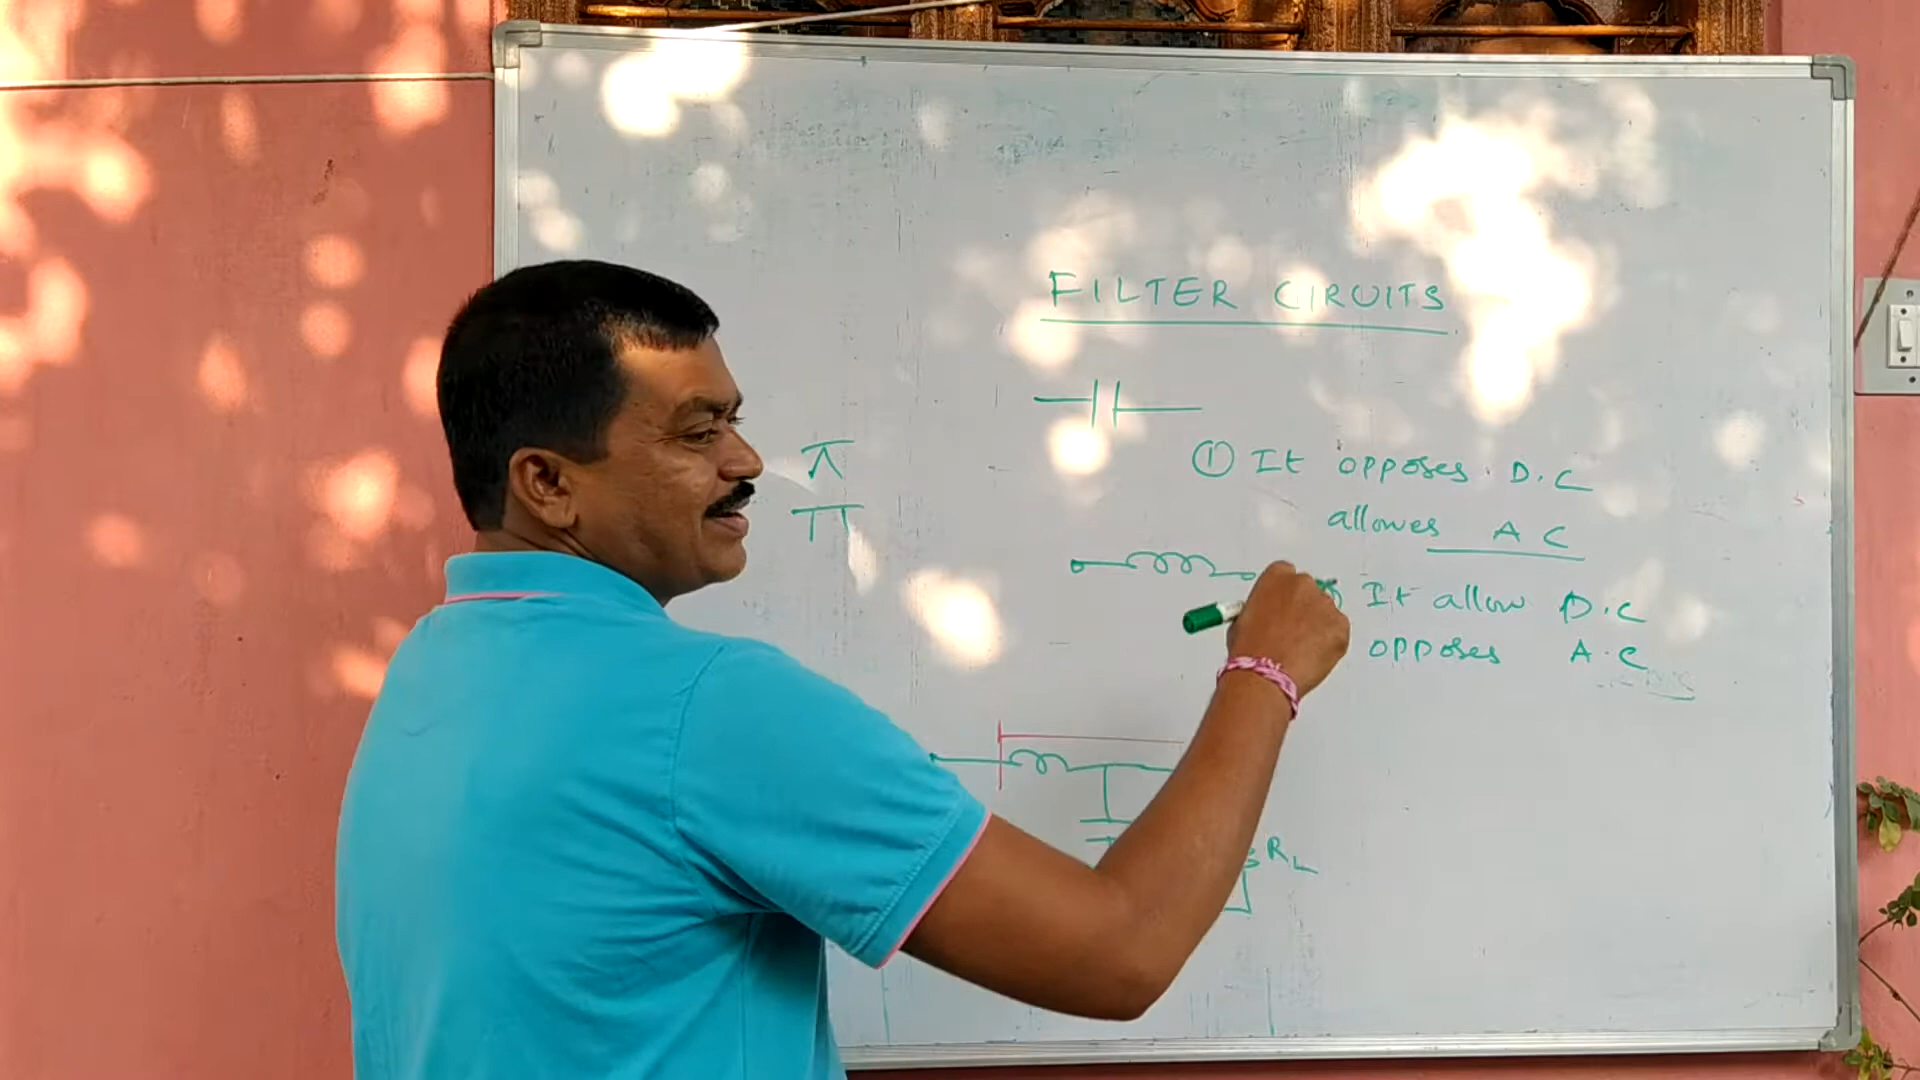 FILTER CIRUITS
π
① It opposes D.C
π
allowes A C
It allow D.C
opposes A.C
RL